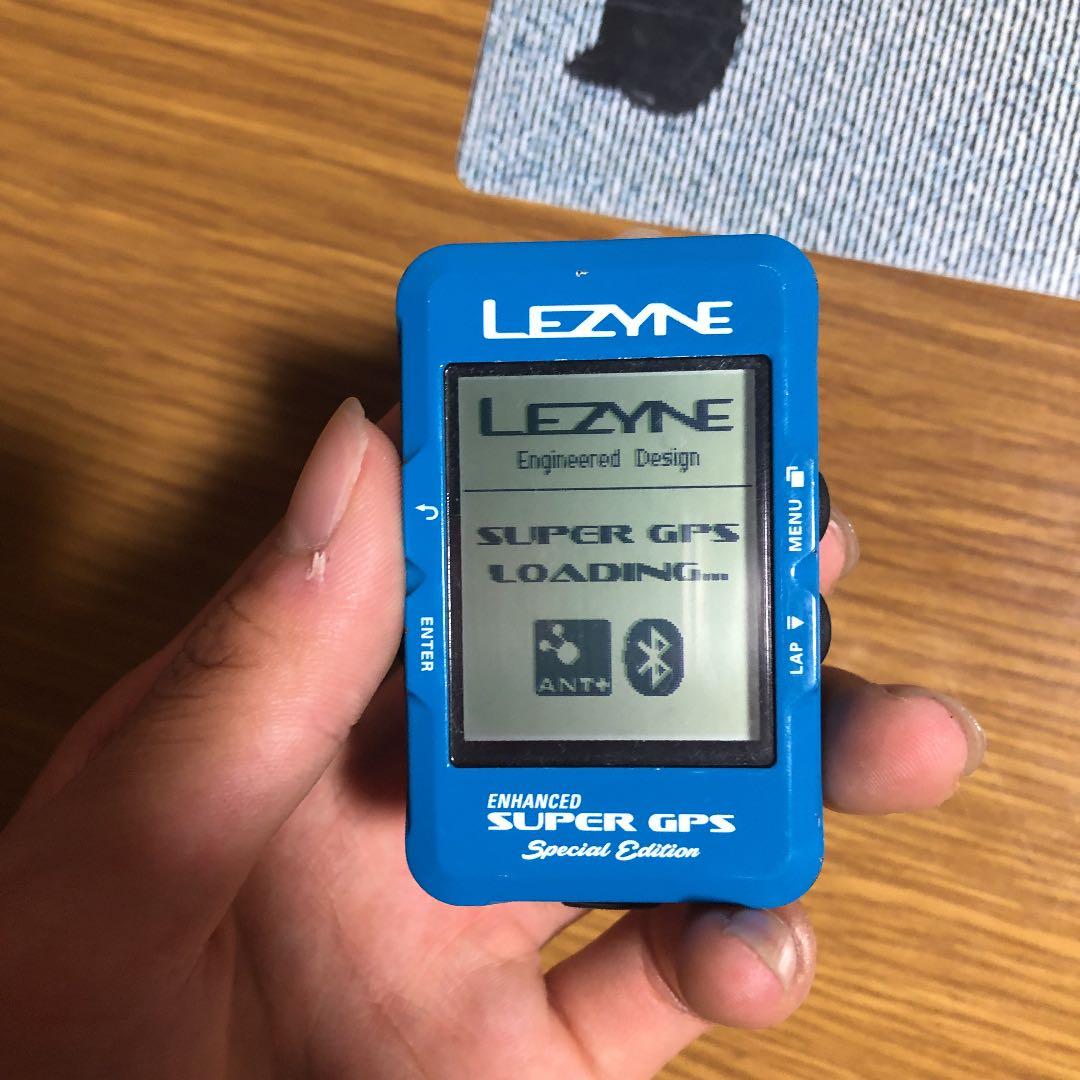 LEZYNE
LEZYNE
Engineered Design
SUPER GPS
LOADING...
ANT+
ENTER
MENU
LAP
ENHANCED
SUPER GPS
Special Edition